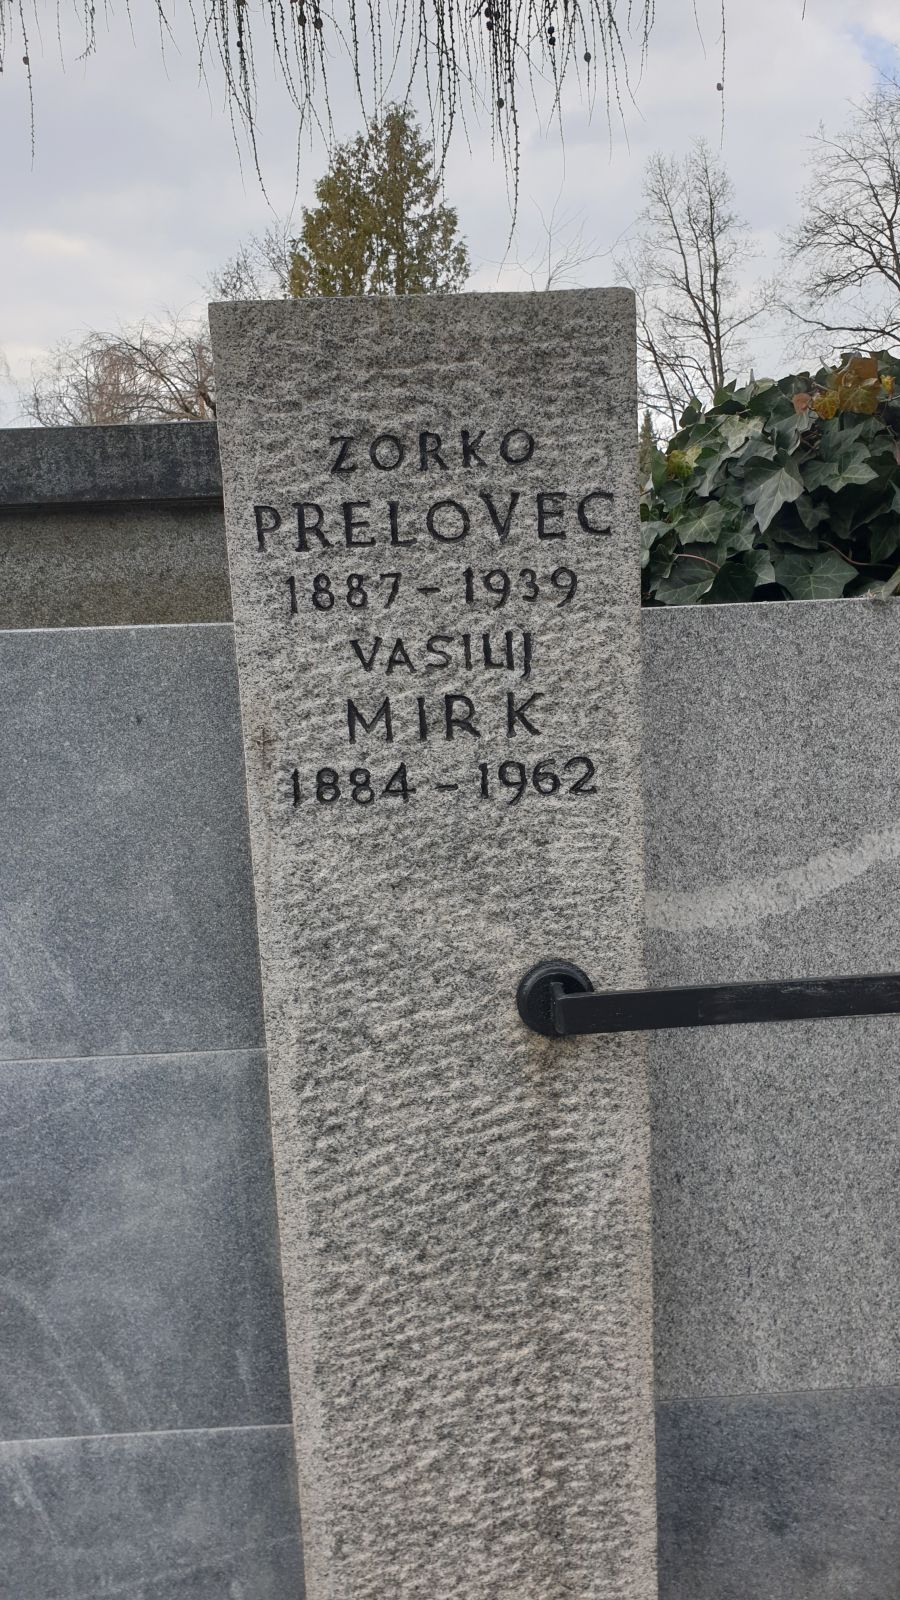 ZORKO
PRELOVEC
1887 - 1939
VASILIJ
MIRK
1884 - 1962